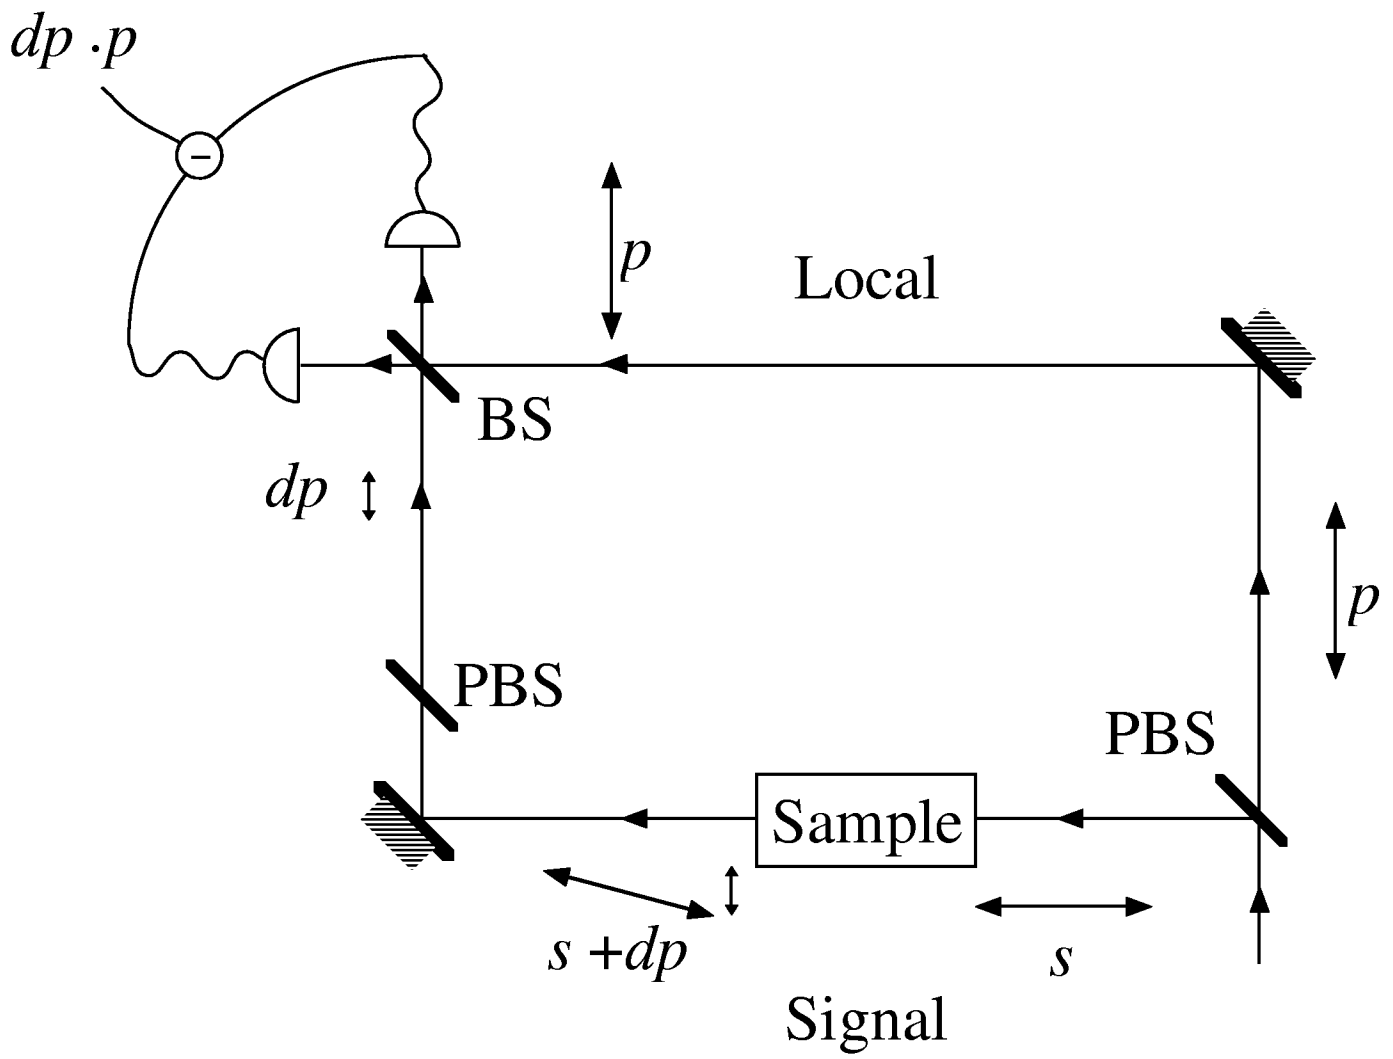 dp .p
−
p
Local
BS
dp
p
PBS
PBS
Sample
s +dp
s
Signal